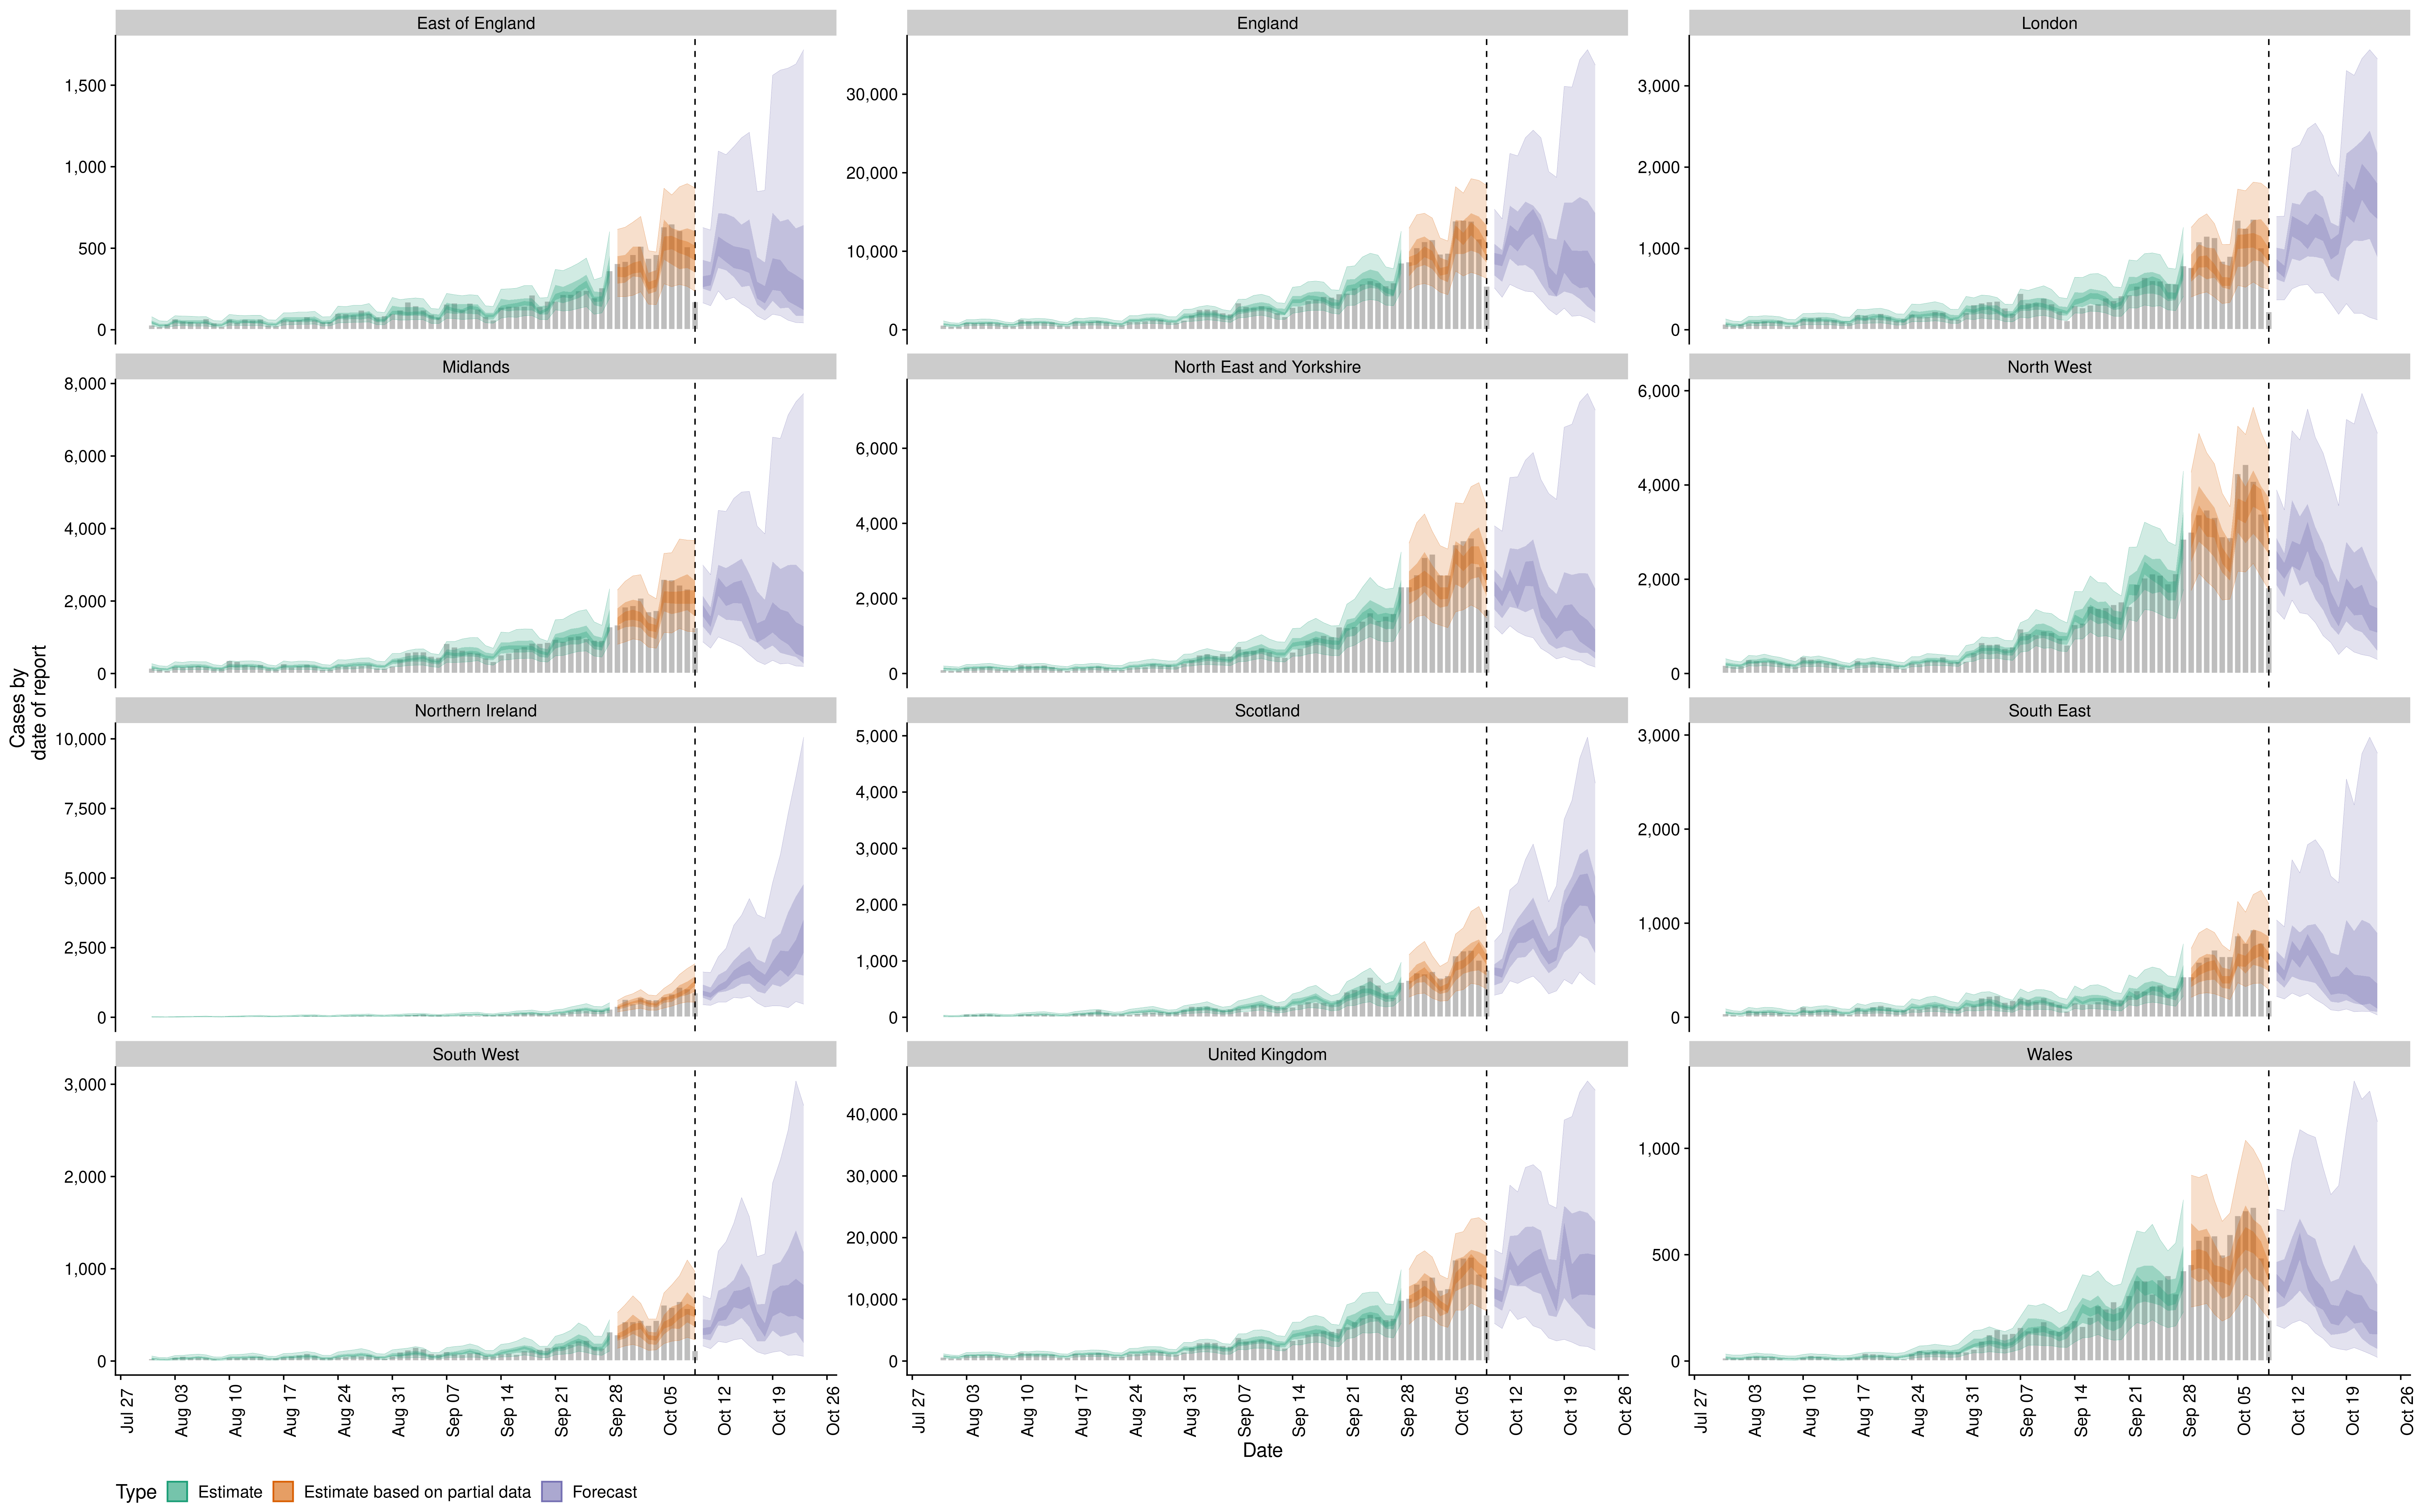 East of England
England
London
1,500
1,000
500
0
30,000
20,000
10,000
0
3,000
2,000
1,000
0
Midlands
North East and Yorkshire
North West
8,000
6,000
4,000
2,000
0
6,000
4,000
2,000
0
6,000
4,000
2,000
0
Cases by
date of report
Northern Ireland
Scotland
South East
10,000
7,500
5,000
2,500
0
5,000
4,000
3,000
2,000
1,000
0
3,000
2,000
1,000
0
South West
United Kingdom
Wales
3,000
2,000
1,000
0
40,000
30,000
20,000
10,000
0
1,000
500
0
Jul 27
Aug 03
Aug 10
Aug 17
Aug 24
Aug 31
Sep 07
Sep 14
Sep 21
Sep 28
Oct 05
Oct 12
Oct 19
Oct 26
Jul 27
Aug 03
Aug 10
Aug 17
Aug 24
Aug 31
Sep 07
Sep 14
Sep 21
Sep 28
Oct 05
Oct 12
Oct 19
Oct 26
Jul 27
Aug 03
Aug 10
Aug 17
Aug 24
Aug 31
Sep 07
Sep 14
Sep 21
Sep 28
Oct 05
Oct 12
Oct 19
Oct 26
Date
Type Estimate Estimate based on partial data Forecast